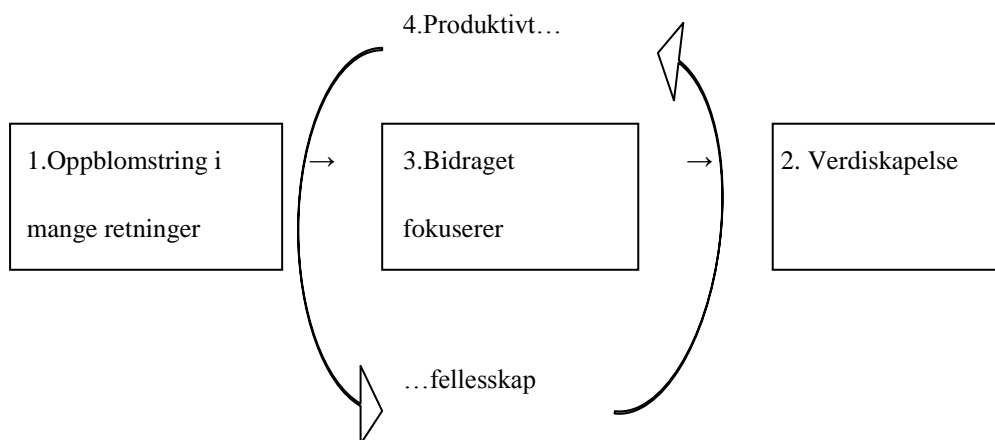 4.Produktivt…
1.Oppblomstring i
mange retninger
→
3.Bidraget
fokuserer
→
2. Verdiskapelse
…fellesskap